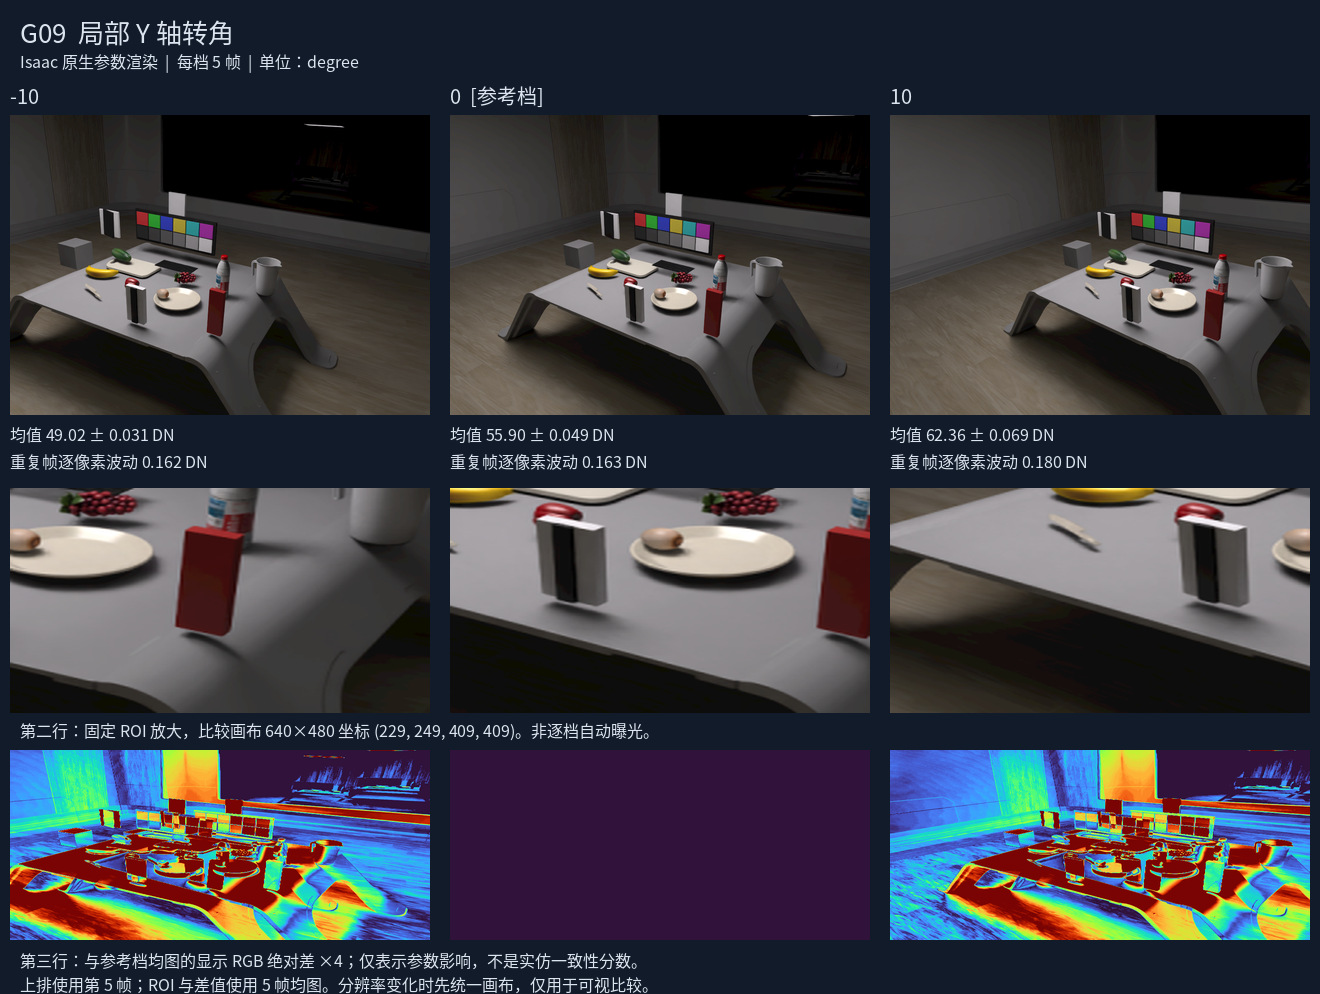 G09 局部 Y 轴转角
Isaac 原生参数渲染 | 每档 5 帧 | 单位：degree
-10
0 [参考档]
10
均值 49.02 ± 0.031 DN
均值 55.90 ± 0.049 DN
均值 62.36 ± 0.069 DN
重复帧逐像素波动 0.162 DN
重复帧逐像素波动 0.163 DN
重复帧逐像素波动 0.180 DN
第二行：固定 ROI 放大，比较画布 640×480 坐标 (229, 249, 409, 409)。非逐档自动曝光。
第三行：与参考档均图的显示 RGB 绝对差 ×4；仅表示参数影响，不是实仿一致性分数。
上排使用第 5 帧；ROI 与差值使用 5 帧均图。分辨率变化时先统一画布，仅用于可视比较。